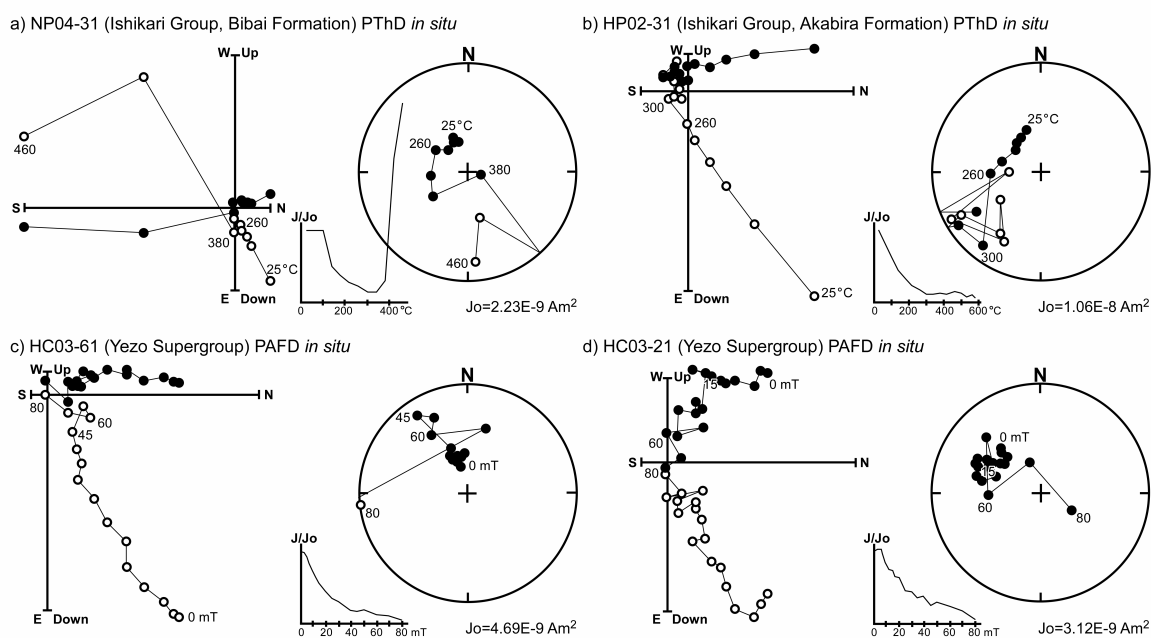 a) NP04-31 (Ishikari Group, Bibai Formation) PThD in situ
W Up
N
25°C
260
380
460
460
S
N
260
380
25°C
E Down
J/Jo
0 200 400°C
Jo=2.23E-9 Am²
b) HP02-31 (Ishikari Group, Akabira Formation) PThD in situ
W Up
N
S
N
300
260
25°C
260
300
25°C
E Down
J/Jo
0 200 400 600°C
Jo=1.06E-8 Am²
c) HC03-61 (Yezo Supergroup) PAFD in situ
W Up
N
S
N
80
60
45
45
60
0 mT
80
0 mT
E Down
J/Jo
0 20 40 60 80 mT
Jo=4.69E-9 Am²
d) HC03-21 (Yezo Supergroup) PAFD in situ
W Up
15
0 mT
N
60
0 mT
S
N
15
80
60
80
E Down
J/Jo
0 20 40 60 80 mT
Jo=3.12E-9 Am²